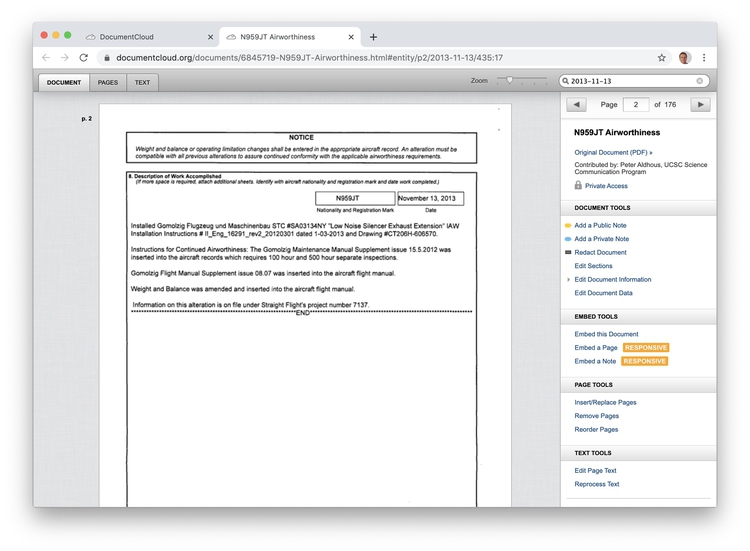 DocumentCloud
N959JT Airworthiness
documentcloud.org/documents/6845719-N959JT-Airworthiness.html#entity/p2/2013-11-13/435:17
DOCUMENT
PAGES
TEXT
Zoom
2013-11-13
p. 2
NOTICE
Weight and balance or operating limitation changes shall be entered in the appropriate aircraft record. An alteration must be
compatible with all previous alterations to assure continued conformity with the applicable airworthiness requirements.
8. Description of Work Accomplished
(If more space is required, attach additional sheets. Identify with aircraft nationality and registration mark and date work completed.)
N959JT
November 13, 2013
Nationality and Registration Mark
Date
Installed Gomolzig Flugzeug und Maschinenbau STC #SA03134NY "Low Noise Silencer Exhaust Extension" IAW
Installation Instructions # II_Eng_16291_rev2_20120301 dated 1-03-2013 and Drawing #CT206H-606570.
Instructions for Continued Airworthiness: The Gomolzig Maintenance Manual Supplement issue 15.5.2012 was
inserted into the aircraft records which requires 100 hour and 500 hour separate inspections.
Gomolzig Flight Manual Supplement issue 08.07 was inserted into the aircraft flight manual.
Weight and Balance was amended and inserted into the aircraft flight manual.
Information on this alteration is on file under Straight Flight's project number 7137.
END
Page 2 of 176
N959JT Airworthiness
Original Document (PDF) »
Contributed by: Peter Aldhous, UCSC Science
Communication Program
Private Access
DOCUMENT TOOLS
Add a Public Note
Add a Private Note
Redact Document
Edit Sections
Edit Document Information
Edit Document Data
EMBED TOOLS
Embed this Document
Embed a Page RESPONSIVE
Embed a Note RESPONSIVE
PAGE TOOLS
Insert/Replace Pages
Remove Pages
Reorder Pages
TEXT TOOLS
Edit Page Text
Reprocess Text